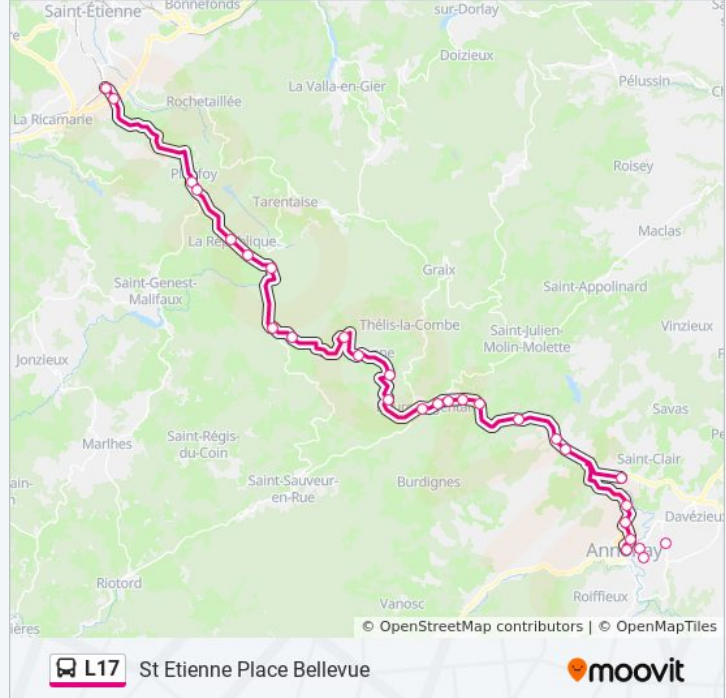 Saint-Étienne
Bonnefonds
sur-Dorlay
Doizieux
Pélussin
La Valla-en-Gier
Rochetaillée
La Ricamarie
Roisey
Tarentaise
Maclas
La République
Graix
Saint-Genest-
Malifaux
Saint-Appolinard
Thélis-la-Combe
Saint-Julien-
Molin-Molette
Vinzieux
Jonzieux
Savas
Marlhes
Saint-Régis-
du-Coin
Saint-Clair
Saint-Sauveur-
en-Rue
Burdignes
Davézieux
Riotord
Vanosc
Roiffieux
© OpenStreetMap contributors | © OpenMapTiles
L17 St Etienne Place Bellevue
moovit